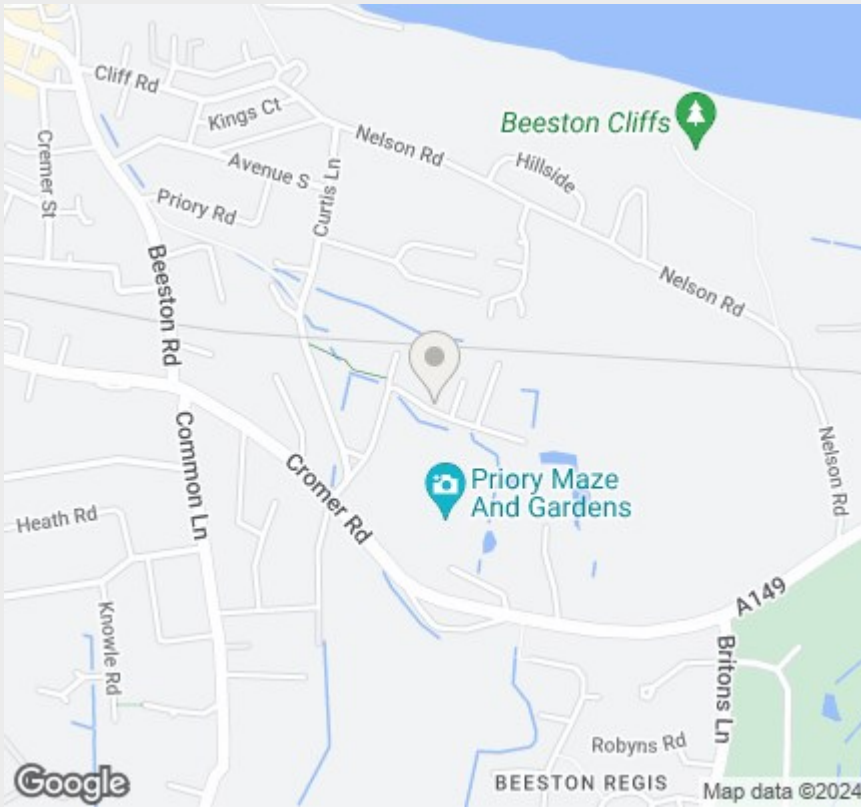 Cliff Rd
Kings Ct
Beeston Cliffs
Cremer St
Nelson Rd
Hillside
Avenue S
Curtis Ln
Priory Rd
Beeston Rd
Nelson Rd
Common Ln
Nelson Rd
Cromer Rd
Priory Maze
And Gardens
Heath Rd
A149
Knowle Rd
Britons Ln
Robyns Rd
BEESTON REGIS
Google
Map data ©2024